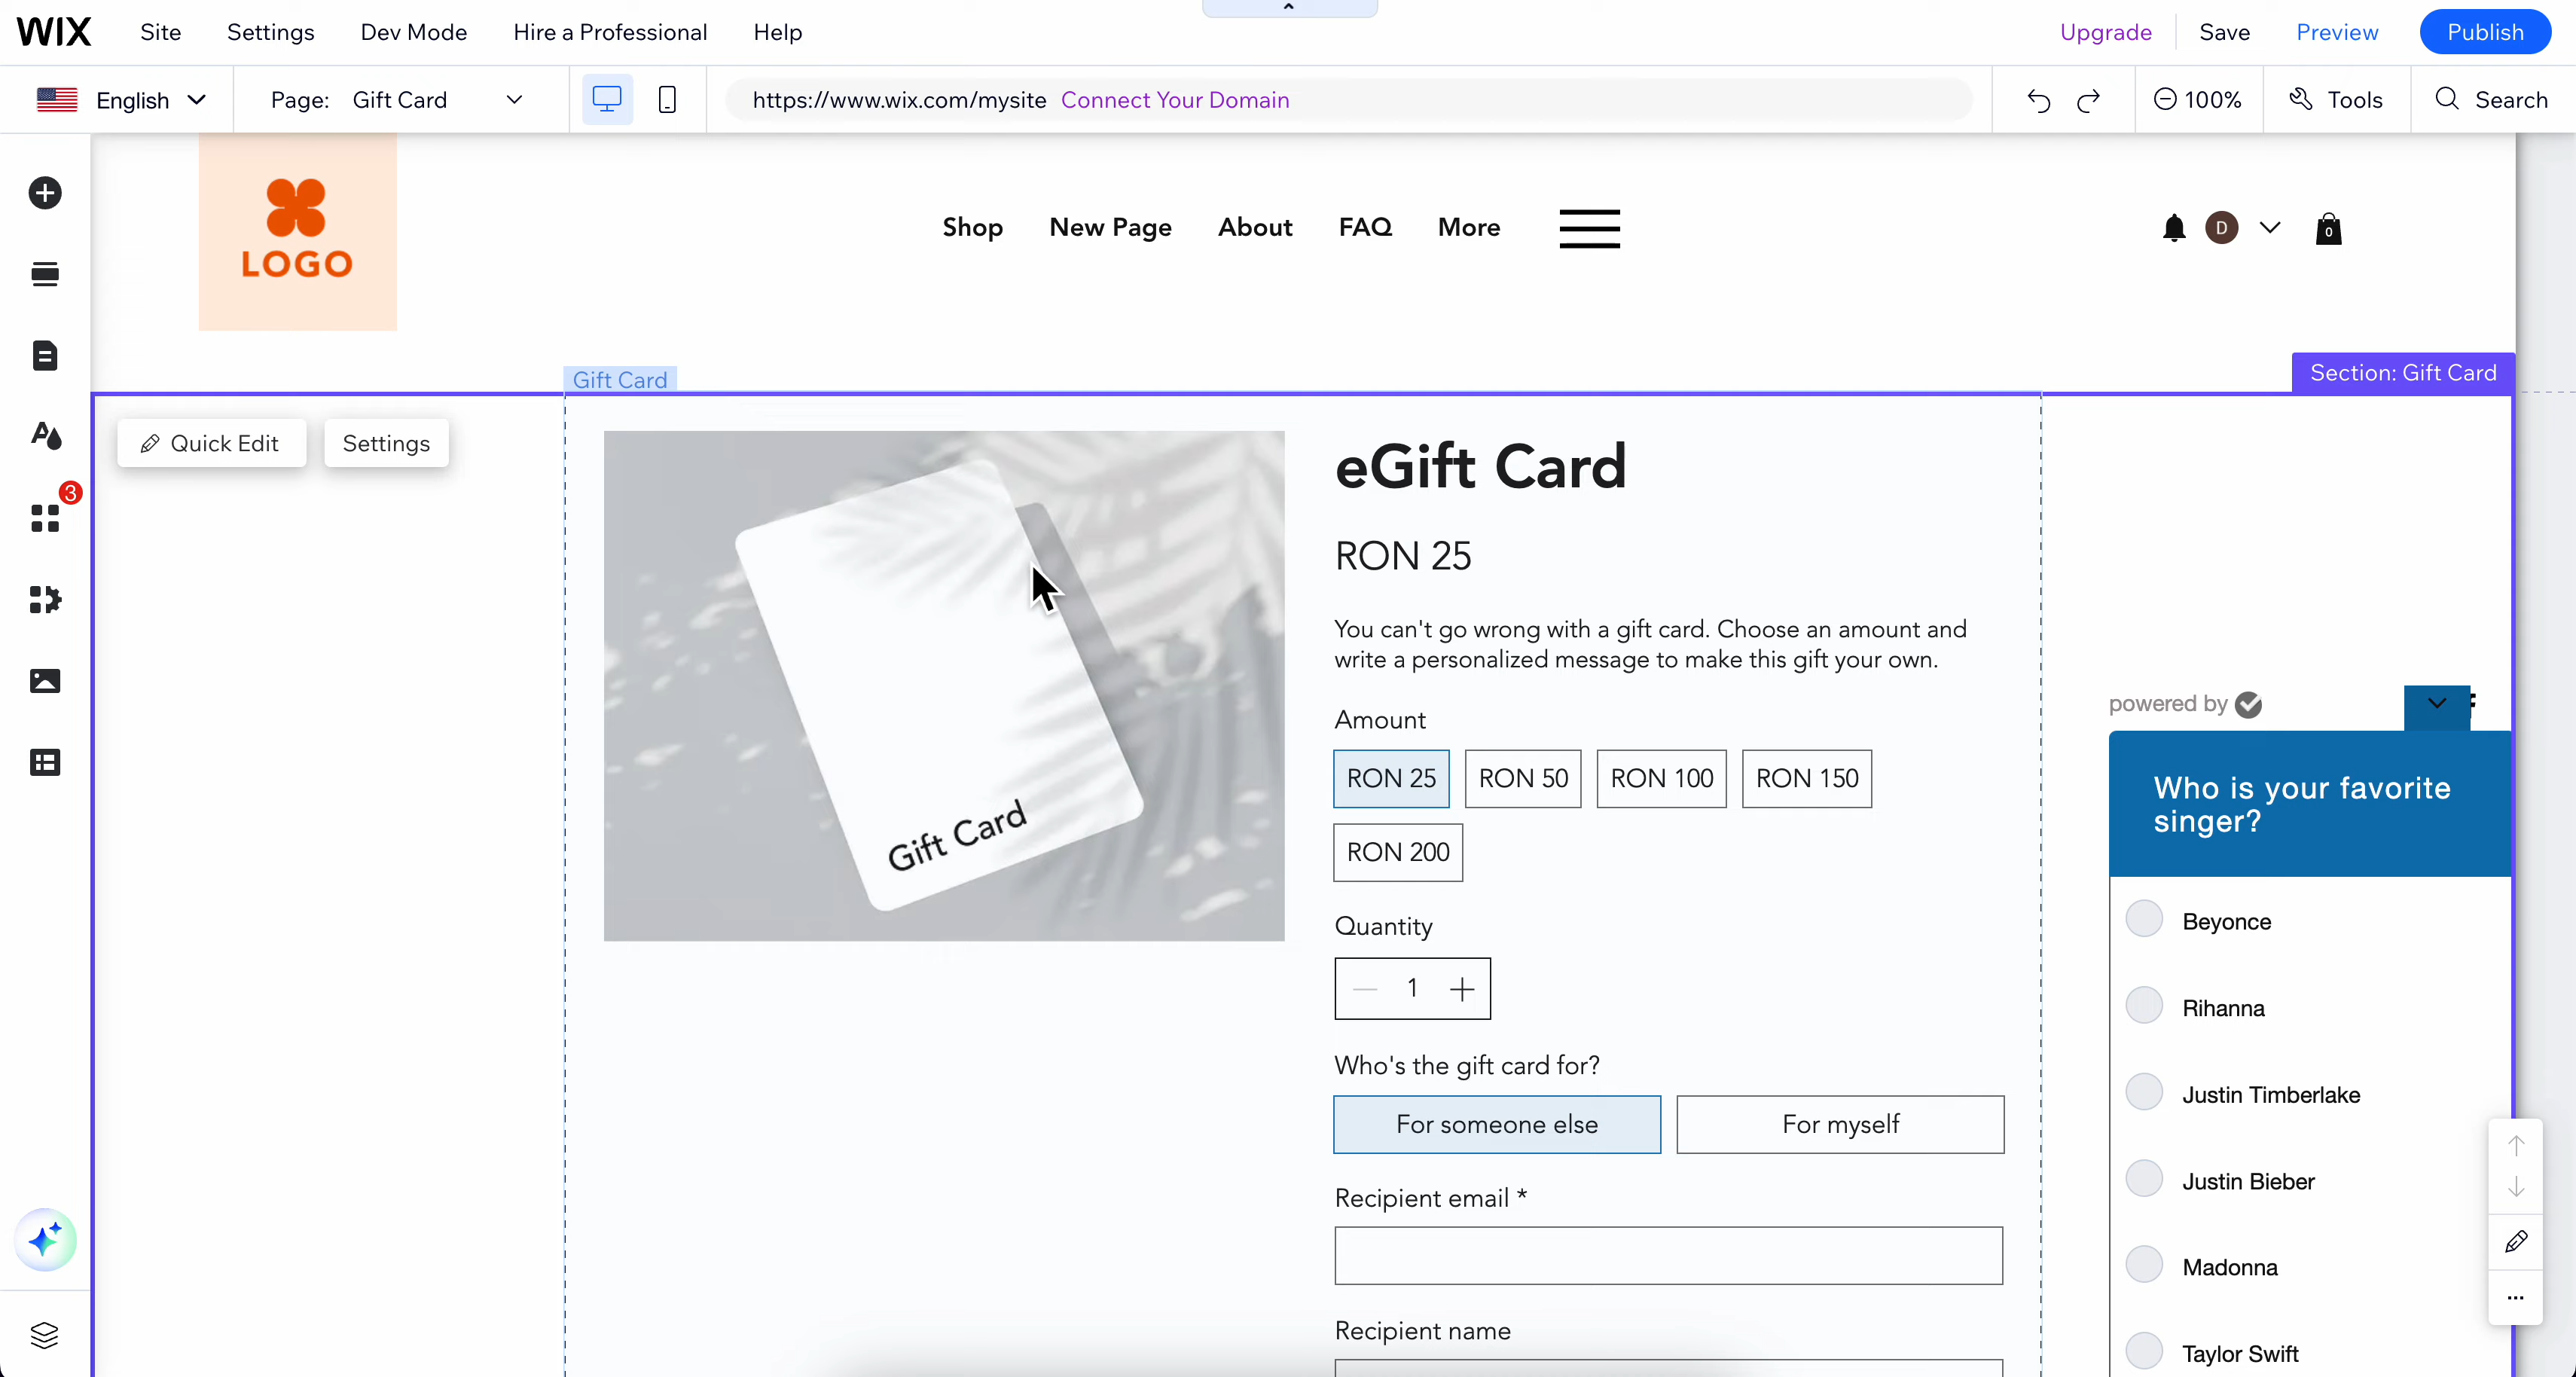 WIX Site Settings Dev Mode Hire a Professional Help Upgrade Save Preview Publish
English Page: Gift Card https://www.wix.com/mysite Connect Your Domain 100% Tools Search
LOGO
Shop New Page About FAQ More D 0
Gift Card
Section: Gift Card
Quick Edit Settings
3
Gift Card
eGift Card
RON 25
You can't go wrong with a gift card. Choose an amount and
write a personalized message to make this gift your own.
Amount
RON 25 RON 50 RON 100 RON 150
RON 200
Quantity
1
Who's the gift card for?
For someone else For myself
Recipient email *
Recipient name
powered by
Who is your favorite
singer?
Beyonce
Rihanna
Justin Timberlake
Justin Bieber
Madonna
Taylor Swift